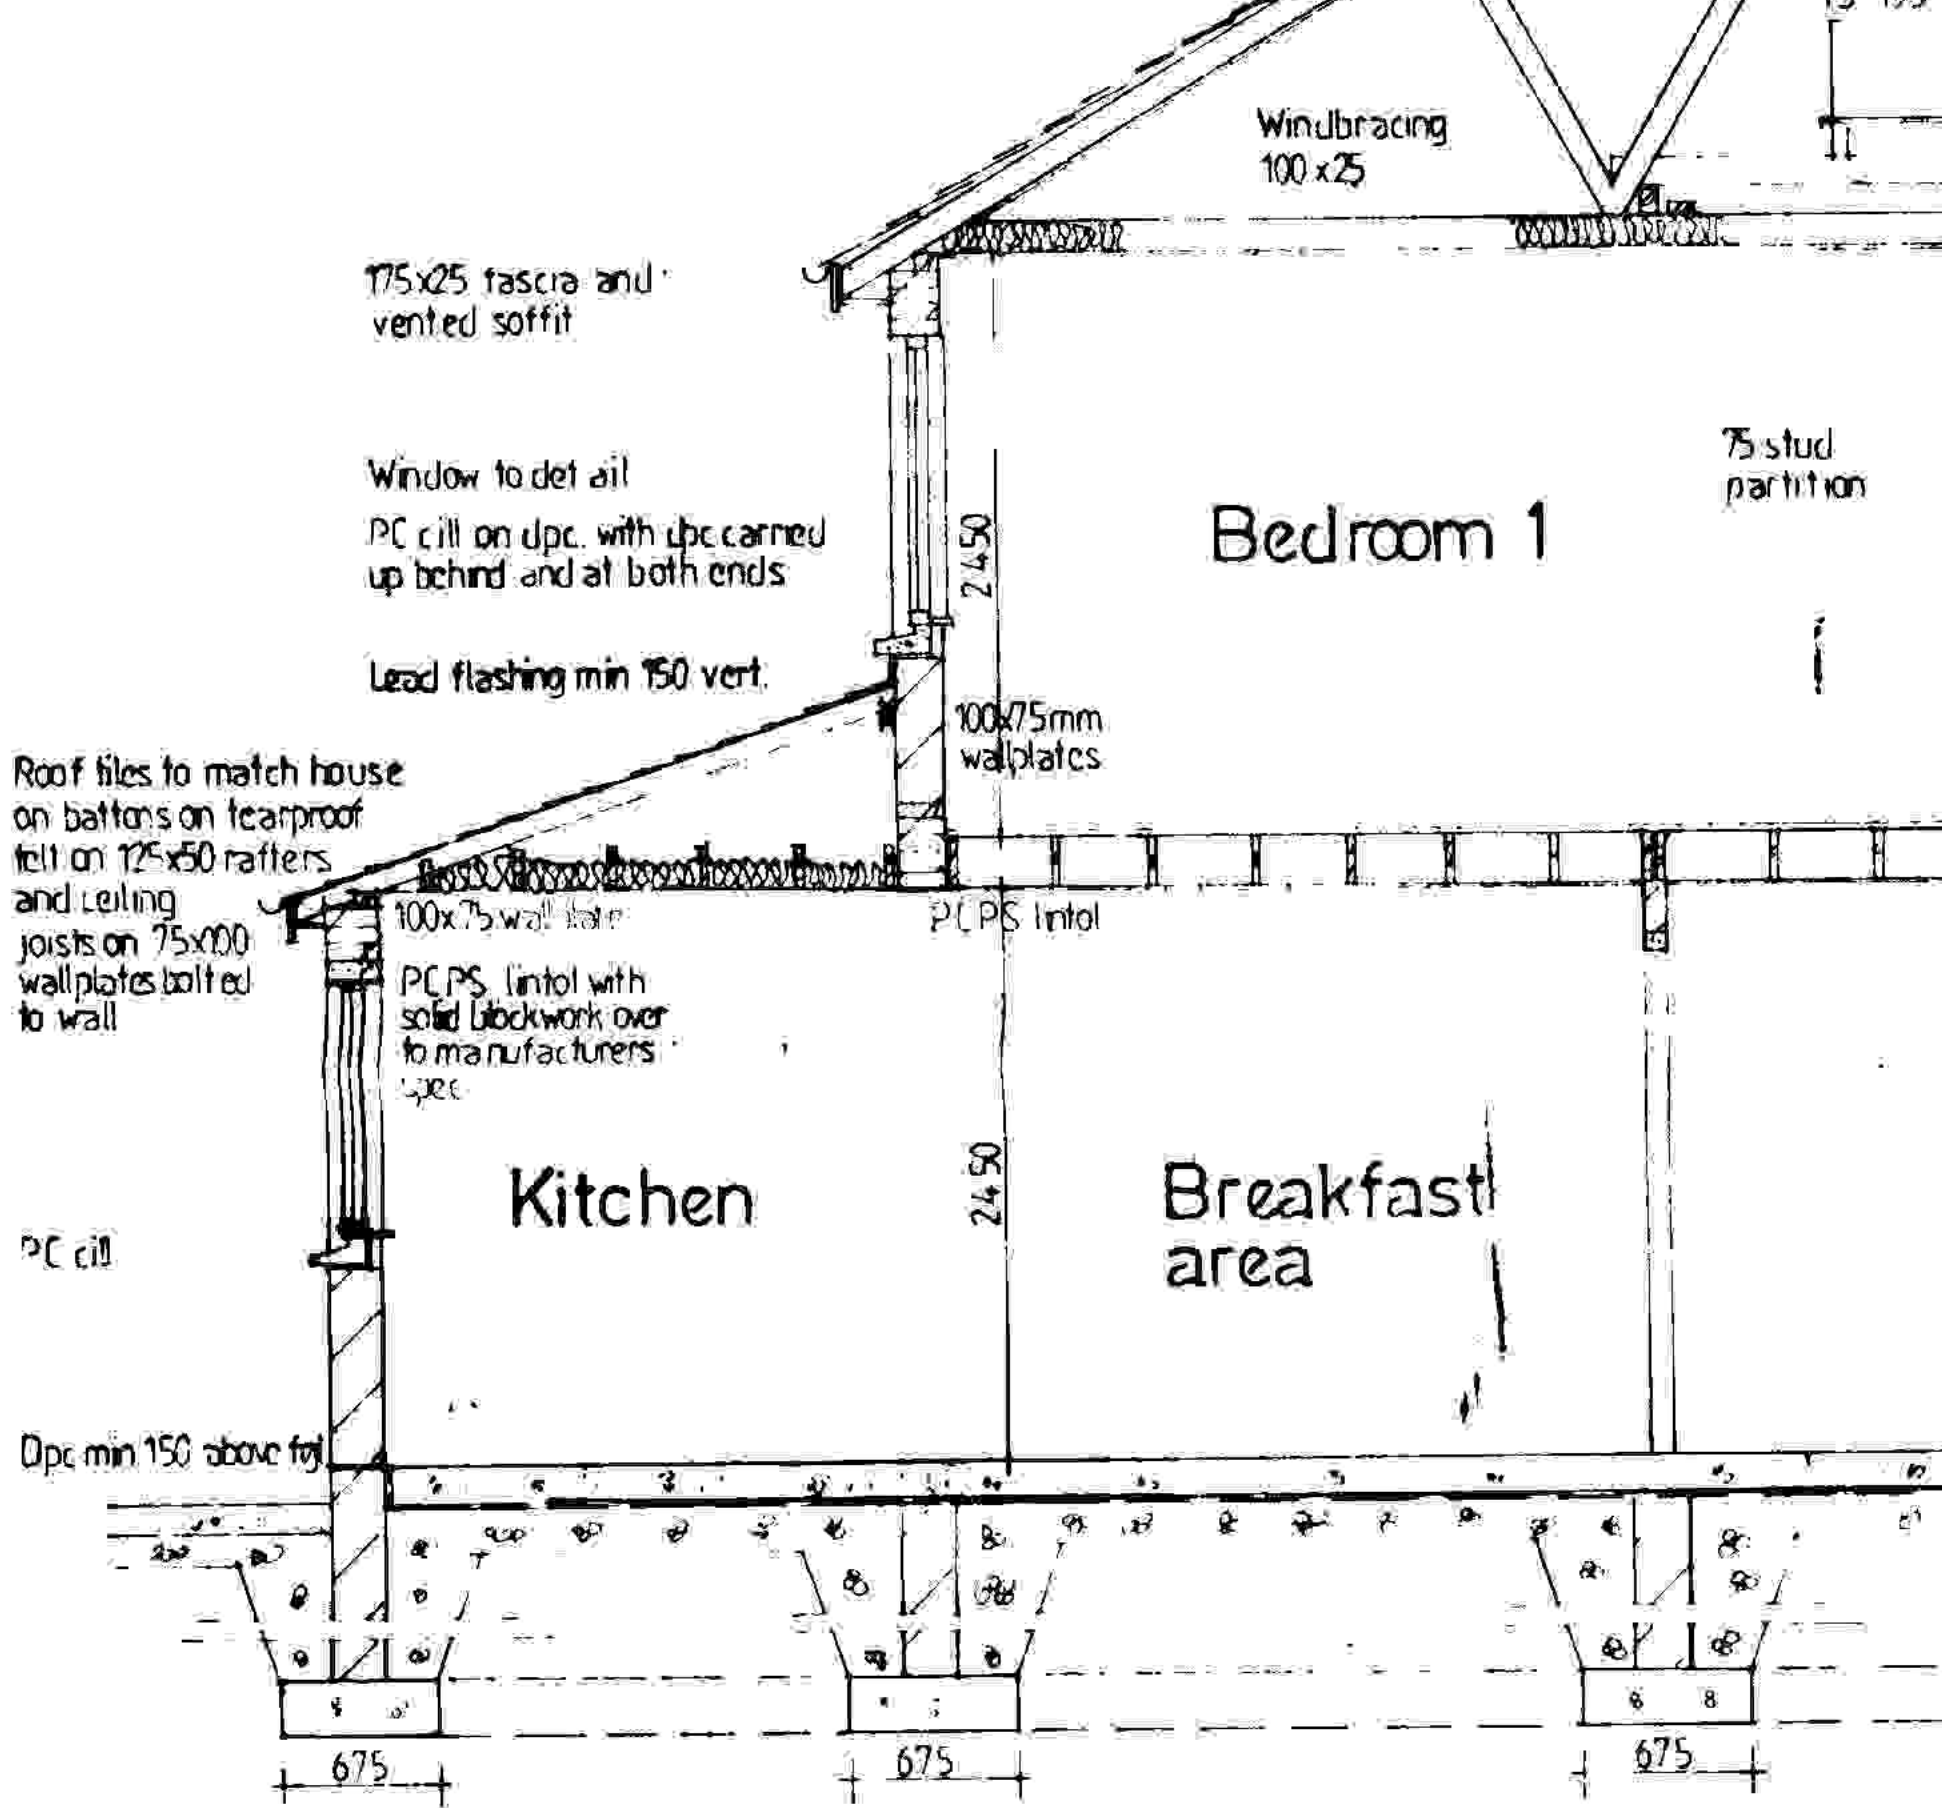 Windbracing
100 x 25
175x25 fascia and
vented soffit
Window to detail
PC cill on dpc. with dpc carried
up behind and at both ends
Lead flashing min 150 vert.
2450
Bedroom 1
75 stud
partition
100x75mm
wallplates
Roof tiles to match house
on battons on tearproof
felt on 125x50 rafters
and ceiling
joists on 75x100
wallplates bolted
to wall
100x75 wall
PCPS lintol
PCPS lintol with
solid blockwork over
to manufacturers
spec
Kitchen
2450
Breakfast
area
PC cill
Dpc min 150 above fgl
675
675
675